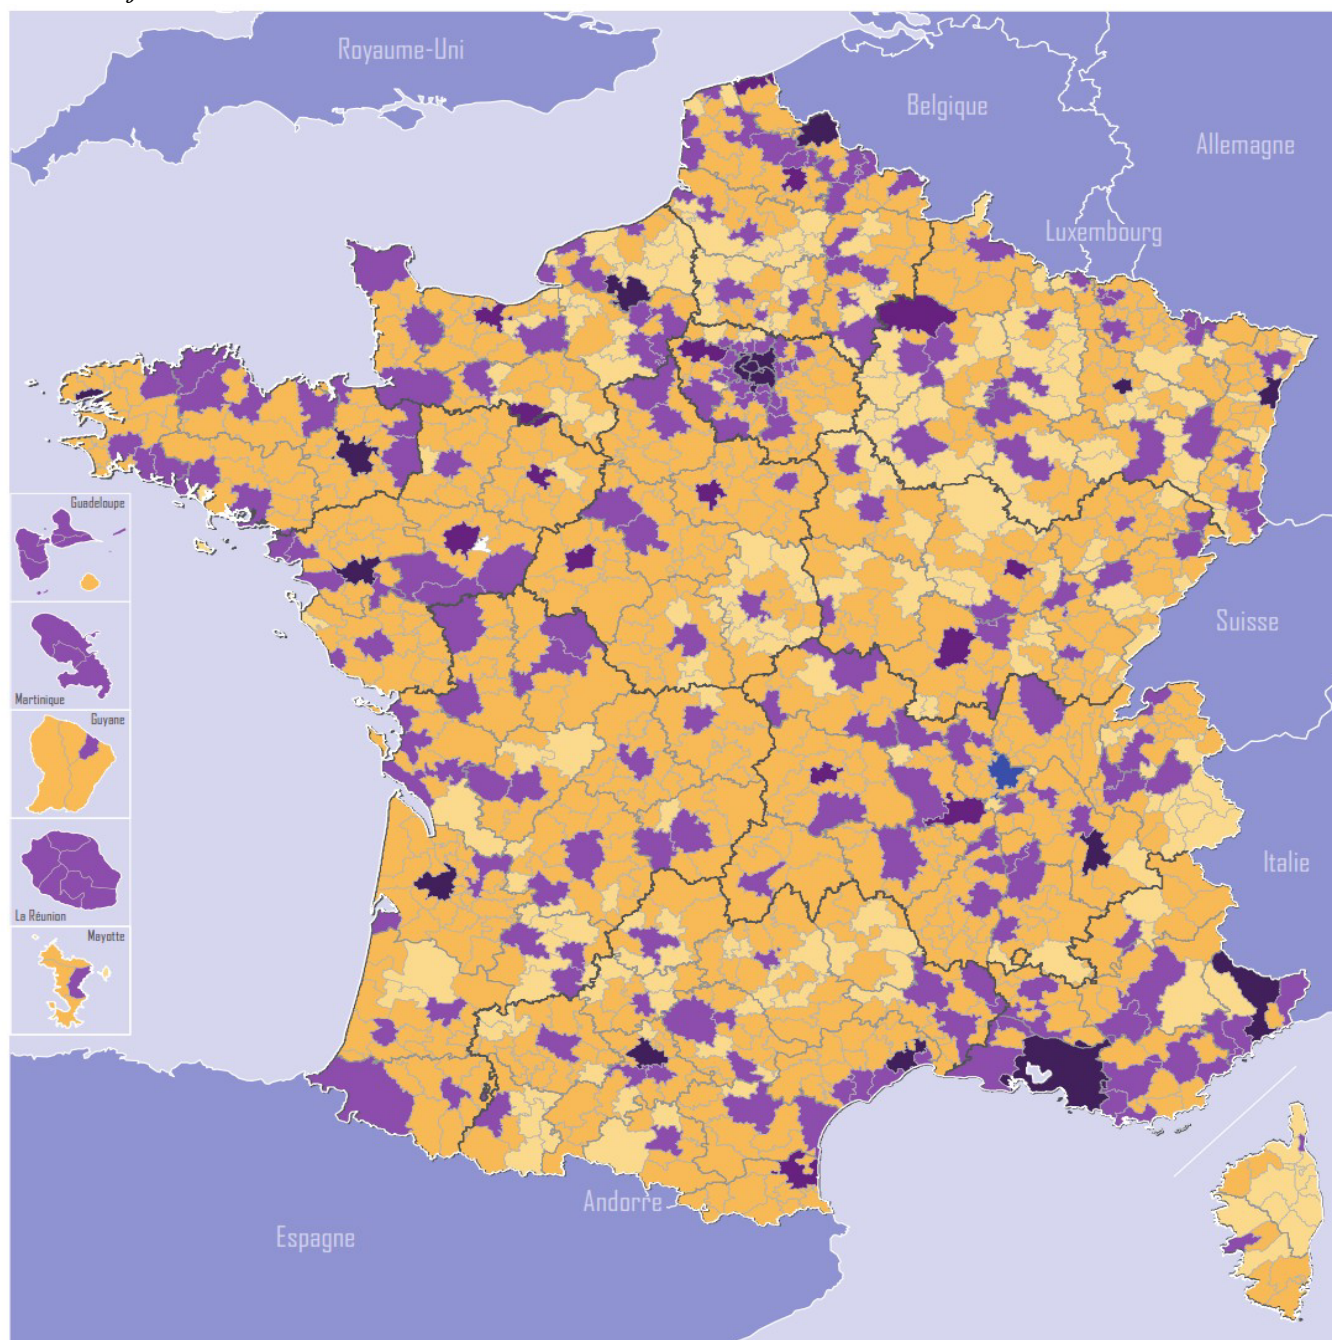 Royaume-Uni
Belgique
Allemagne
Luxembourg
Guadeloupe
Martinique
Guyane
La Réunion
Mayotte
Suisse
Italie
Andorre
Espagne